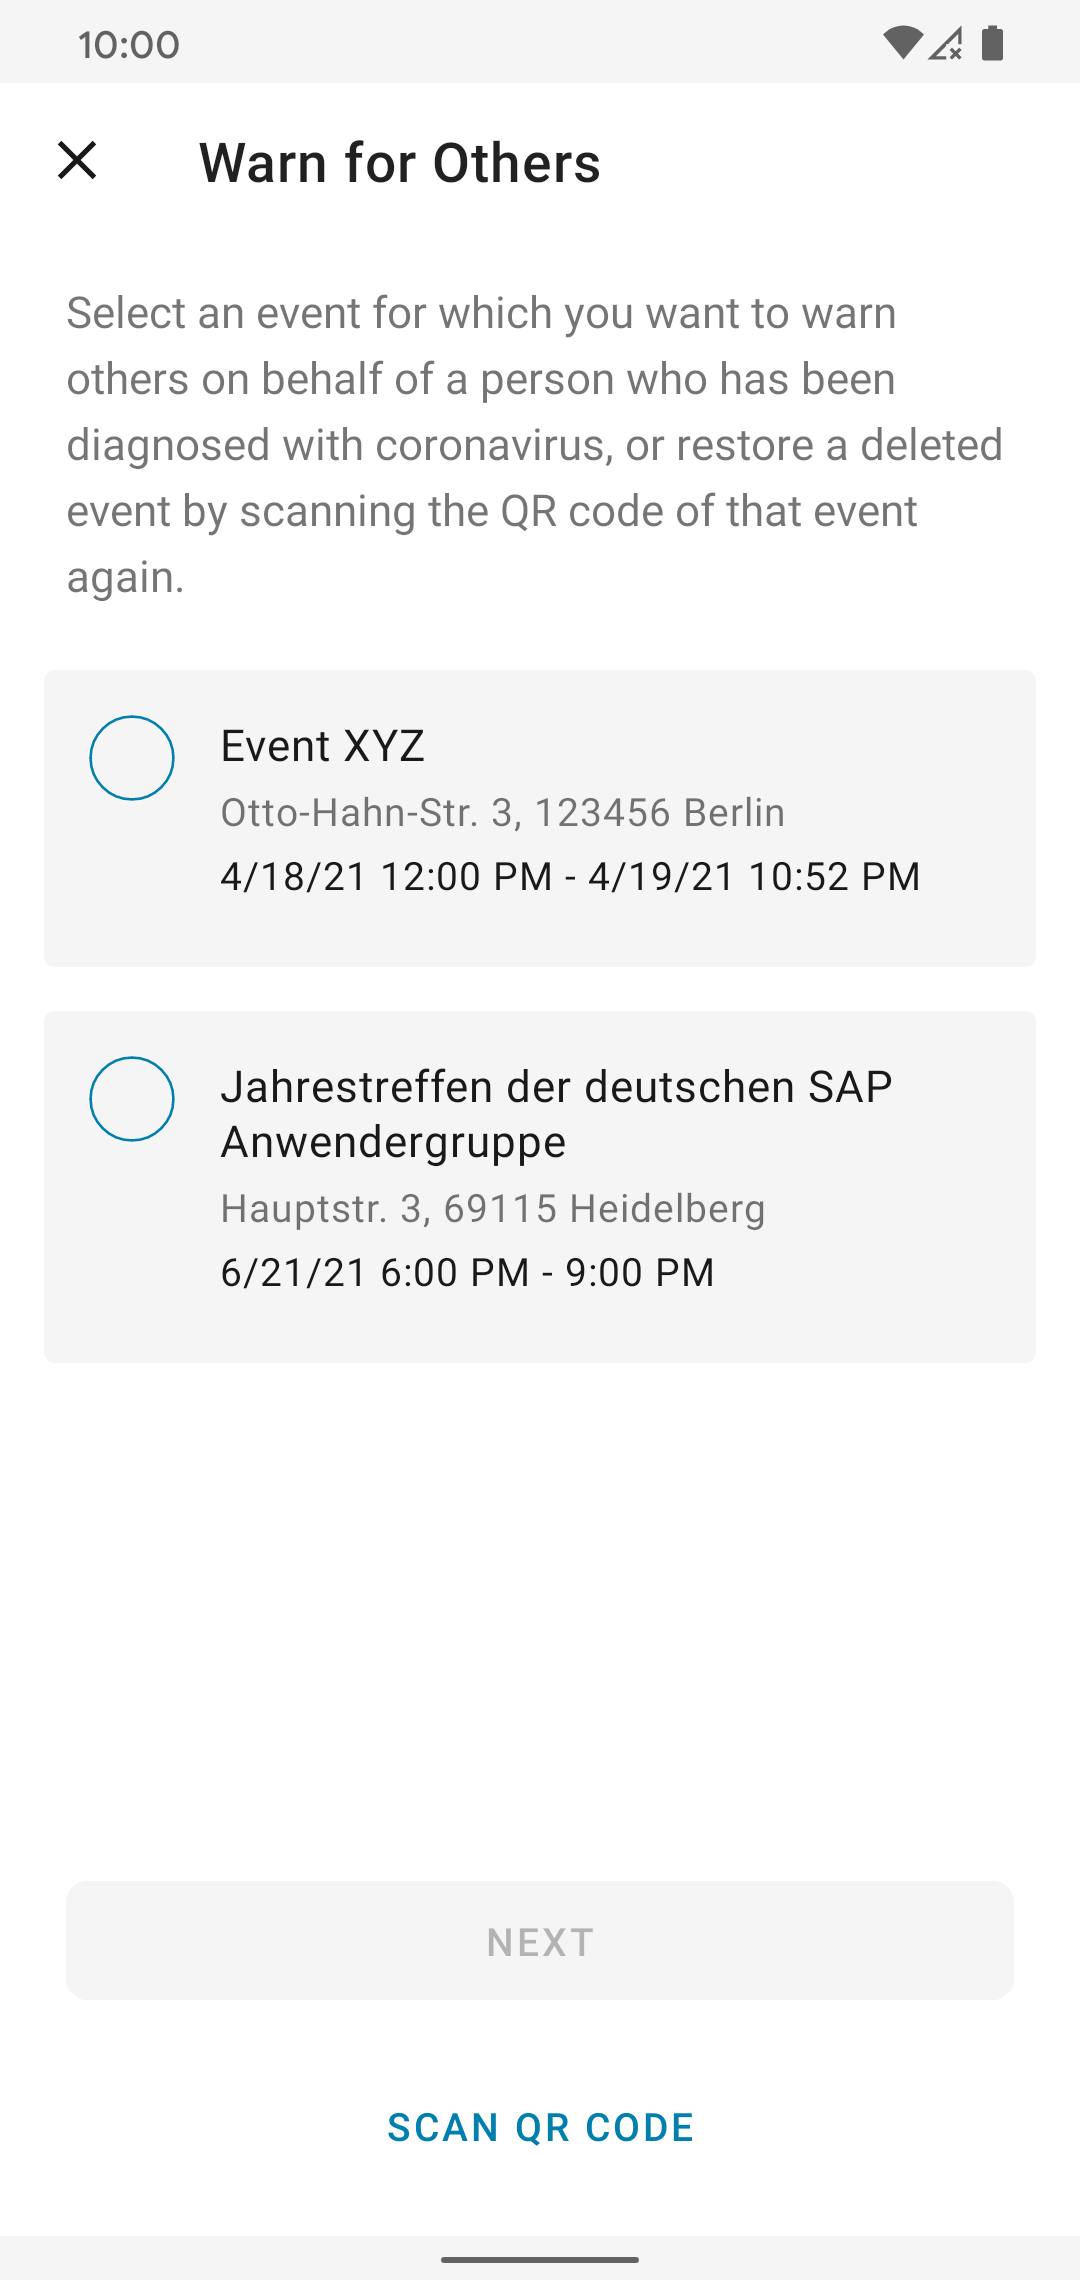 10:00
Warn for Others
Select an event for which you want to warn
others on behalf of a person who has been
diagnosed with coronavirus, or restore a deleted
event by scanning the QR code of that event
again.
Event XYZ
Otto-Hahn-Str. 3, 123456 Berlin
4/18/21 12:00 PM - 4/19/21 10:52 PM
Jahrestreffen der deutschen SAP
Anwendergruppe
Hauptstr. 3, 69115 Heidelberg
6/21/21 6:00 PM - 9:00 PM
NEXT
SCAN QR CODE